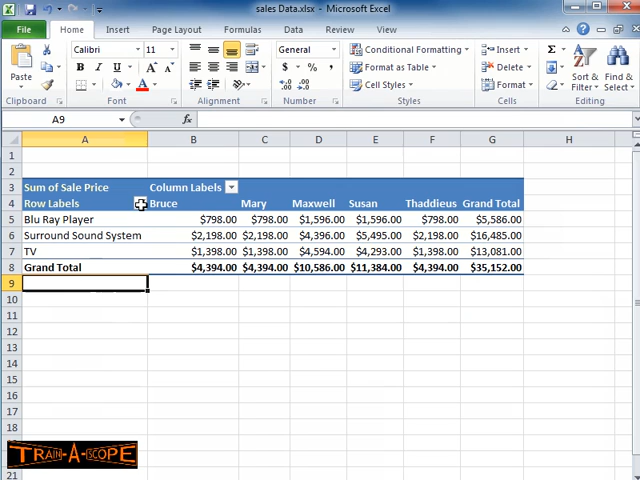 sales Data.xlsx - Microsoft Excel
File Home Insert Page Layout Formulas Data Review View
Calibri 11 General Conditional Formatting Insert
Paste B I U A $ % , Format as Table Delete Sort & Filter Find & Select
Cell Styles Format
Clipboard Font Alignment Number Styles Cells Editing
A9 fx
A B C D E F G H
1
2
3 Sum of Sale Price Column Labels
4 Row Labels Bruce Mary Maxwell Susan Thaddieus Grand Total
5 Blu Ray Player $798.00 $798.00 $1,596.00 $1,596.00 $798.00 $5,586.00
6 Surround Sound System $2,198.00 $2,198.00 $4,396.00 $5,495.00 $2,198.00 $16,485.00
7 TV $1,398.00 $1,398.00 $4,594.00 $4,293.00 $1,398.00 $13,081.00
8 Grand Total $4,394.00 $4,394.00 $10,586.00 $11,384.00 $4,394.00 $35,152.00
9
10
11
12
13
14
15
16
17
18
TRAIN-A-SCOPE
21